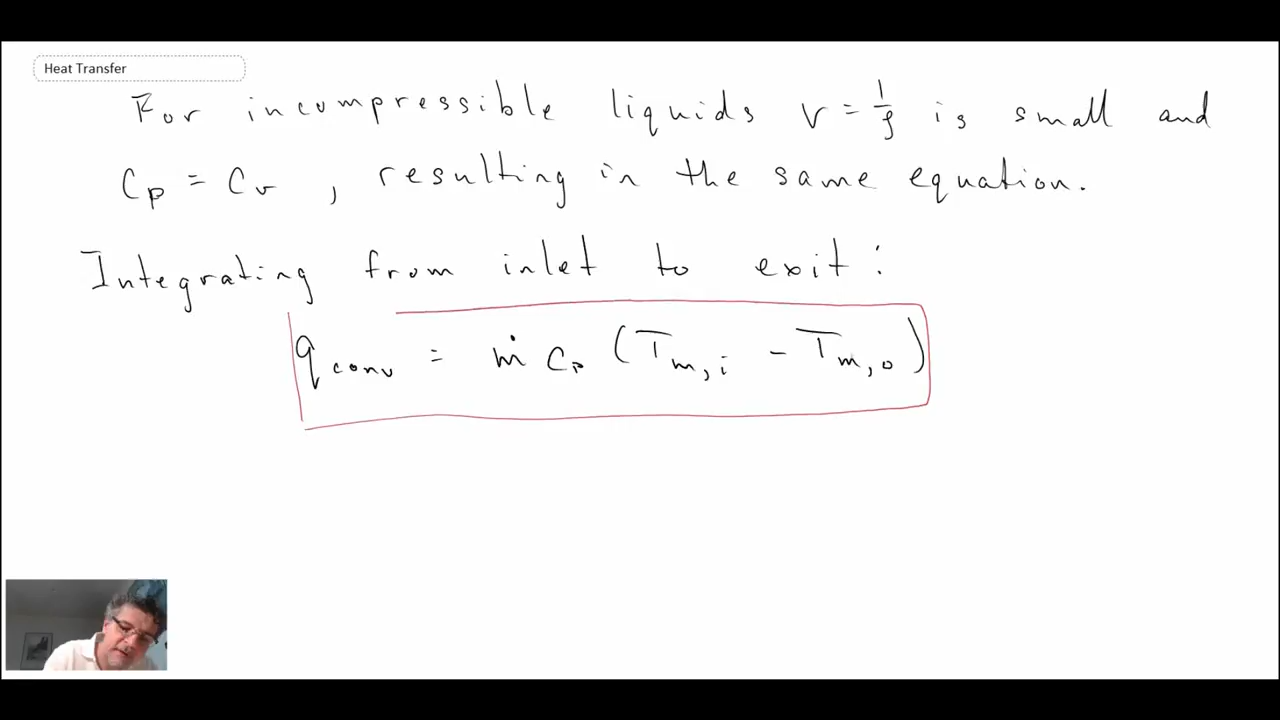 Heat Transfer
For incompressible liquids v = 1/ρ is small and
Cp = Cv , resulting in the same equation.
Integrating from inlet to exit :
q conv = ṁ Cp (Tm,i - Tm,o)